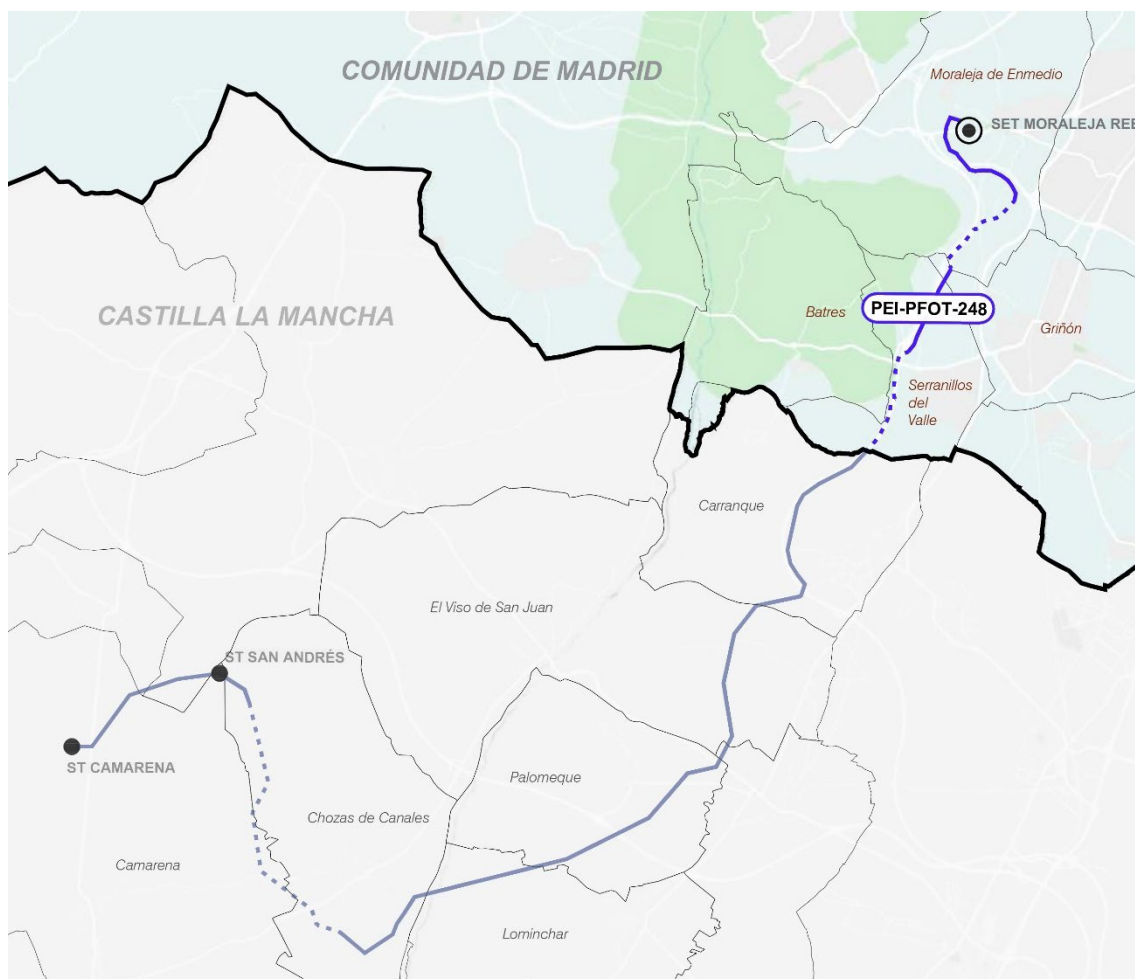 COMUNIDAD DE MADRID
Moraleja de Enmedio
SET MORALEJA REE
CASTILLA LA MANCHA
Batres
PEI-PFOT-248
Griñón
Serranillos
del
Valle
Carranque
El Viso de San Juan
ST SAN ANDRÉS
ST CAMARENA
Palomeque
Chozas de Canales
Camarena
Lominchar